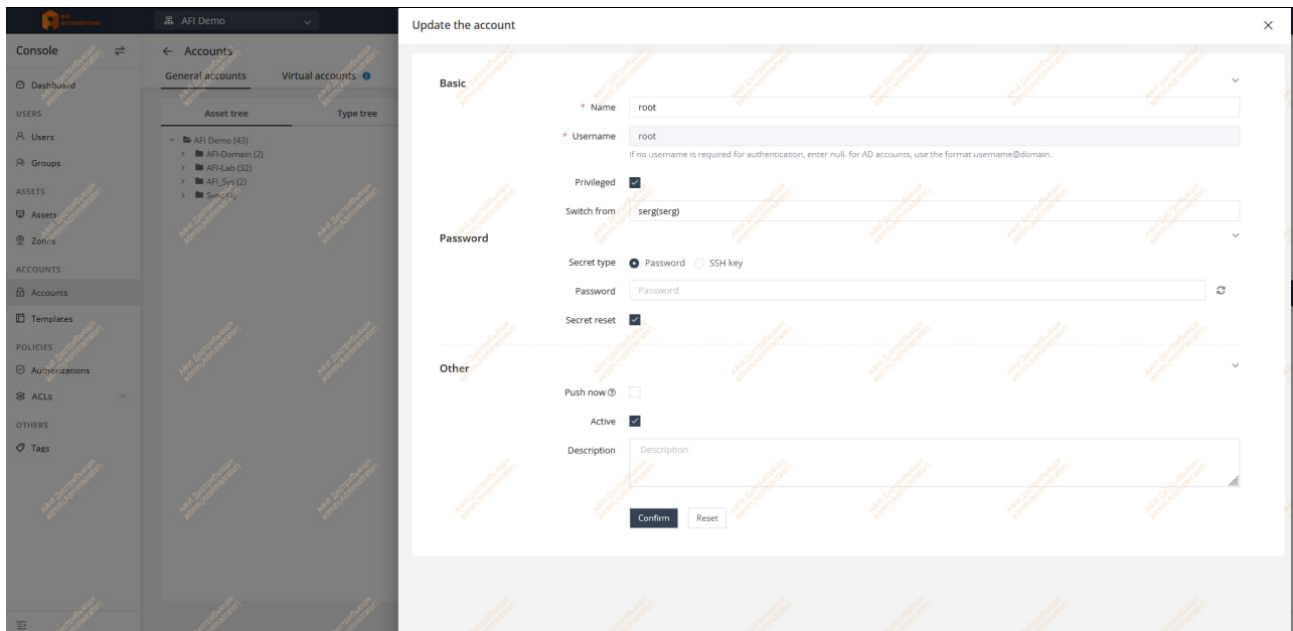 AFI Demo
Update the account
Console
Accounts
General accounts
Virtual accounts
Basic
Dashboard
* Name
root
USERS
Asset tree
Type tree
Users
* Username
root
AFI Demo (43)
If no username is required for authentication, enter null. for AD accounts, use the format username@domain.
AFI-Domain (2)
Groups
AFI-Lab (32)
AFI_Sys (2)
Privileged
ASSETS
Assets
Switch from
serg(serg)
Password
Zones
Secret type
Password
SSH key
ACCOUNTS
Accounts
Password
Password
Templates
Secret reset
POLICIES
Authorizations
Other
ACLs
Push now
OTHERS
Active
Tags
Description
Description
Confirm
Reset